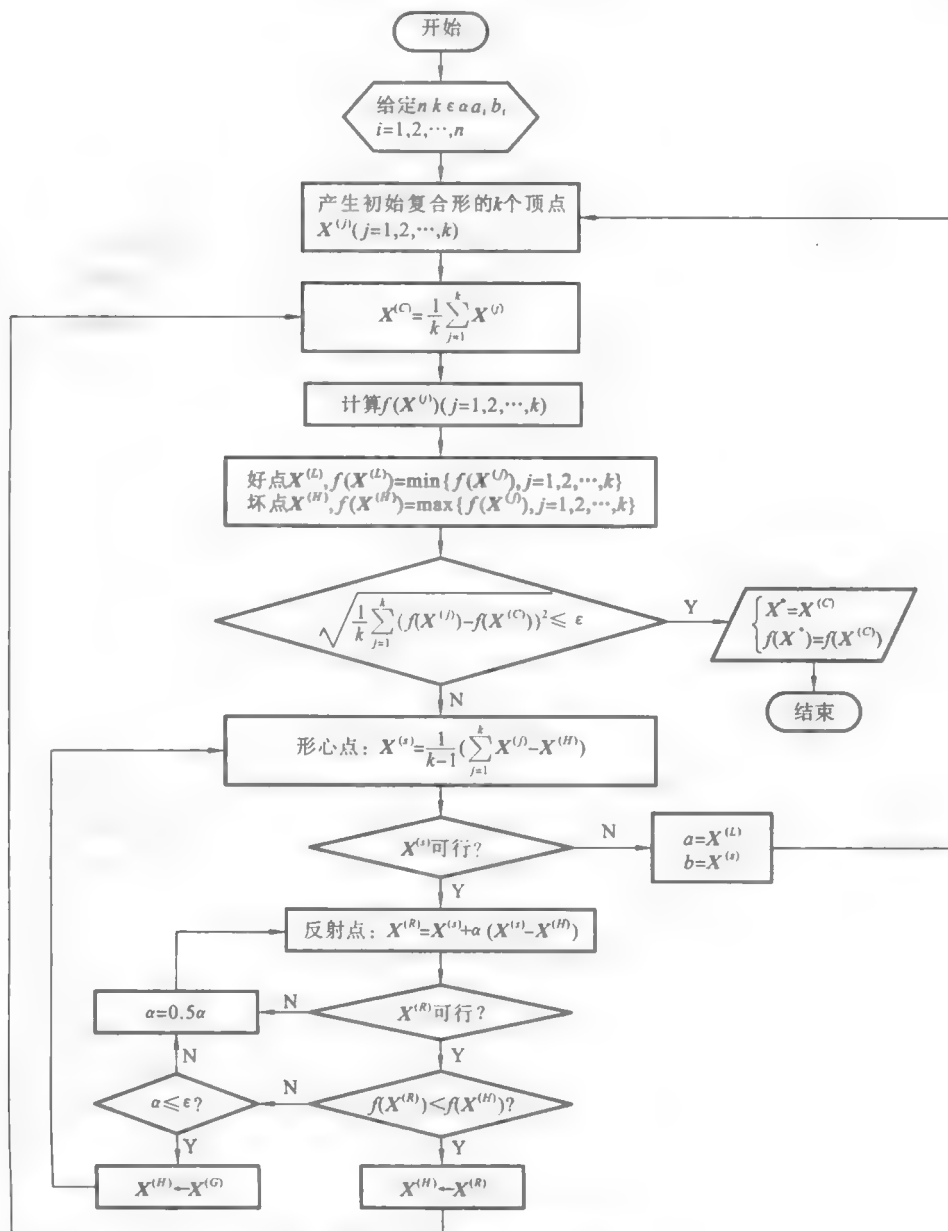 开始
给定n k ε α a_i b_i
i=1,2,⋯,n
产生初始复合形的k个顶点
X^(j)(j=1,2,⋯,k)
X^(C)=1/k ∑_{j=1}^{k} X^(j)
计算f(X^(j))(j=1,2,⋯,k)
好点X^(L),f(X^(L))=min{f(X^(j)),j=1,2,⋯,k}
坏点X^(H),f(X^(H))=max{f(X^(j)),j=1,2,⋯,k}
√(1/k ∑_{j=1}^{k} (f(X^(j))-f(X^(C)))^2) ≤ ε
Y
X^*=X^(C)
f(X^*)=f(X^(C))
结束
N
形心点：X^(s)=1/(k-1) (∑_{j=1}^{k} X^(j)-X^(H))
X^(s)可行？
N
a=X^(L)
b=X^(s)
Y
反射点：X^(R)=X^(s)+α(X^(s)-X^(H))
X^(R)可行？
N
α=0.5α
Y
N
f(X^(R))<f(X^(H))?
N
α≤ε?
Y
Y
X^(H)←X^(G)
X^(H)←X^(R)